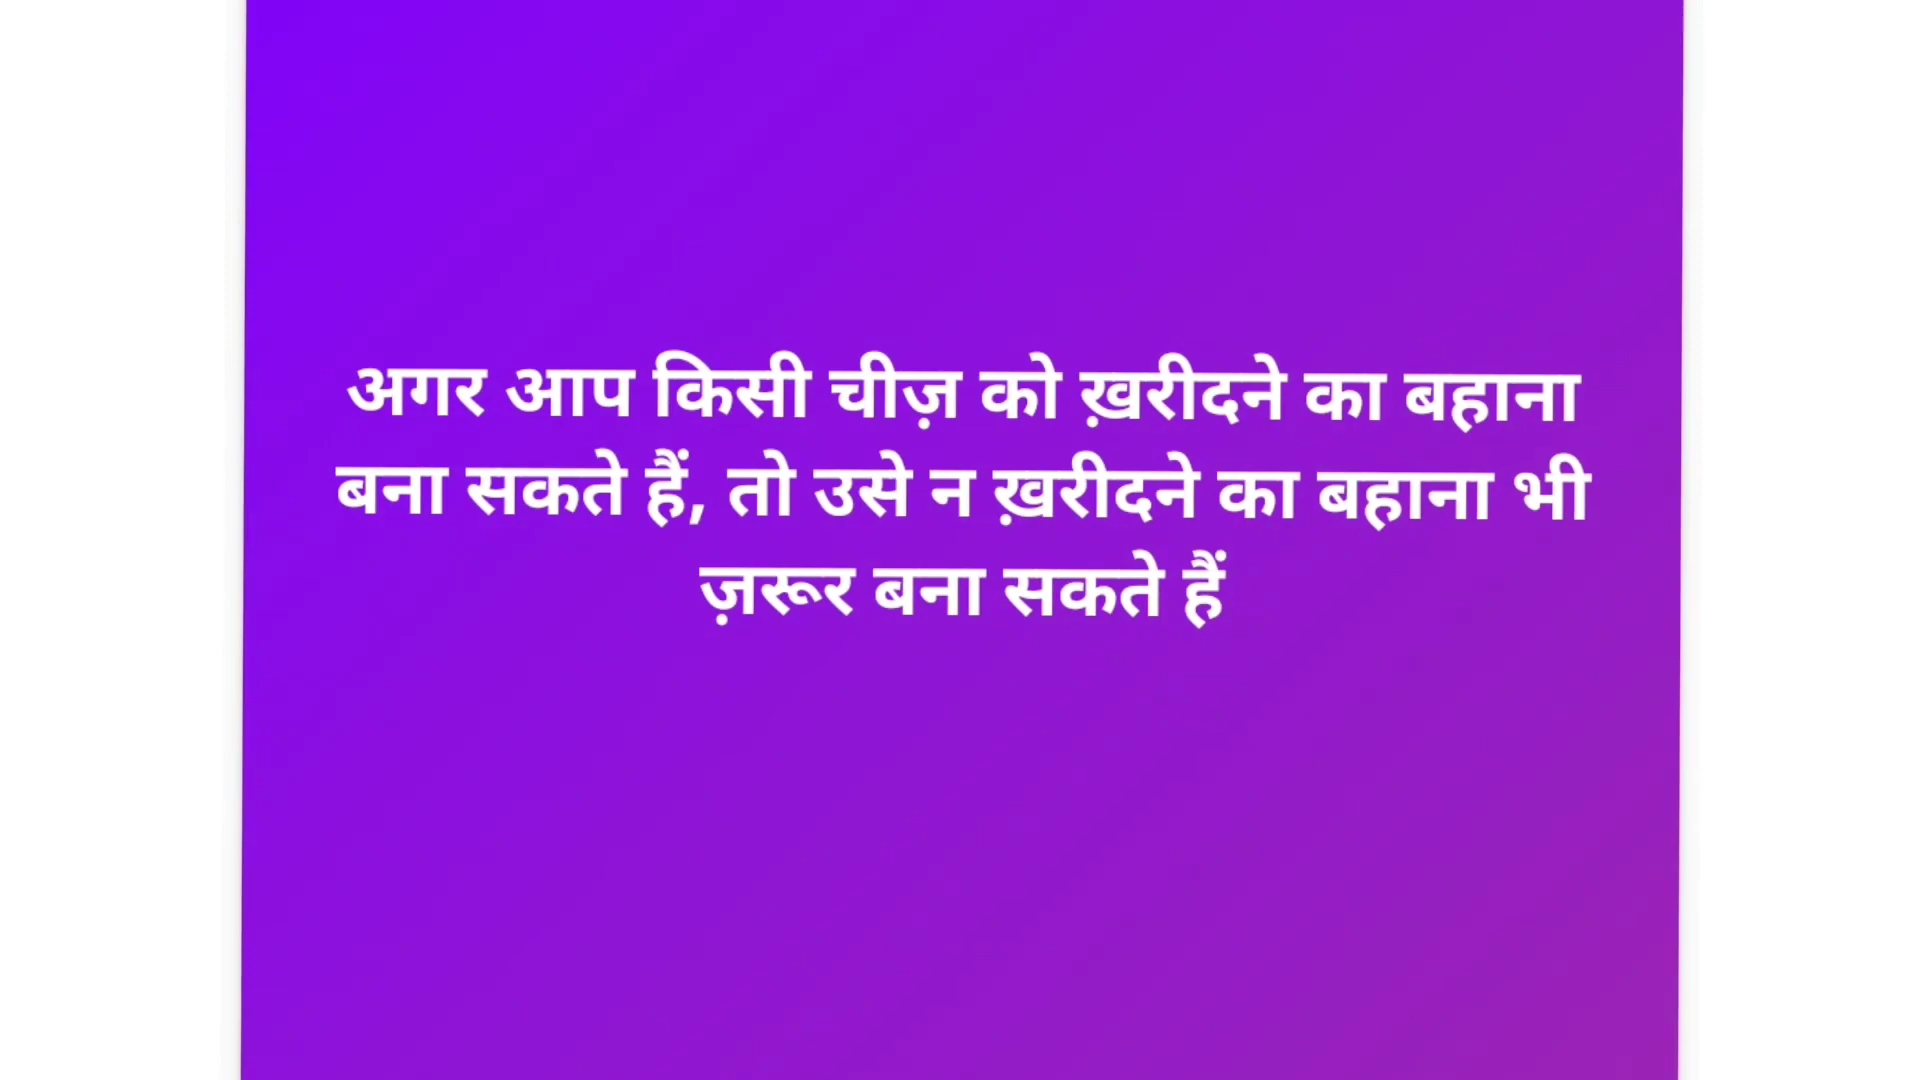 अगर आप किसी चीज़ को ख़रीदने का बहाना
बना सकते हैं, तो उसे न ख़रीदने का बहाना भी
ज़रूर बना सकते हैं